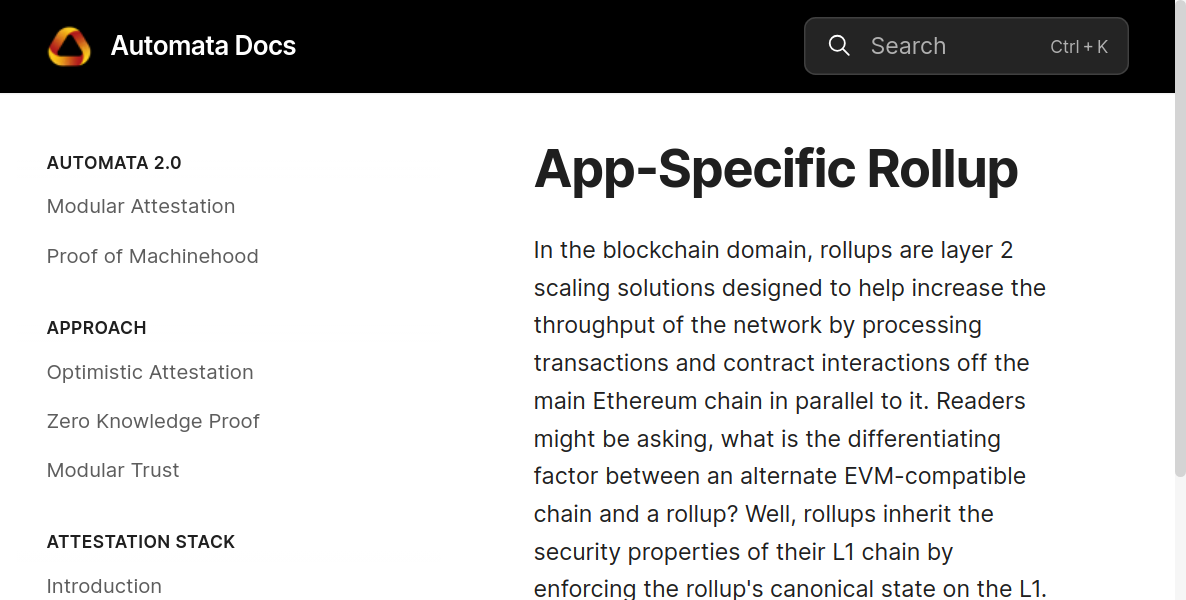 Automata Docs
Search
Ctrl + K
AUTOMATA 2.0
Modular Attestation
Proof of Machinehood
APPROACH
Optimistic Attestation
Zero Knowledge Proof
Modular Trust
ATTESTATION STACK
Introduction
App-Specific Rollup
In the blockchain domain, rollups are layer 2
scaling solutions designed to help increase the
throughput of the network by processing
transactions and contract interactions off the
main Ethereum chain in parallel to it. Readers
might be asking, what is the differentiating
factor between an alternate EVM-compatible
chain and a rollup? Well, rollups inherit the
security properties of their L1 chain by
enforcing the rollup's canonical state on the L1.